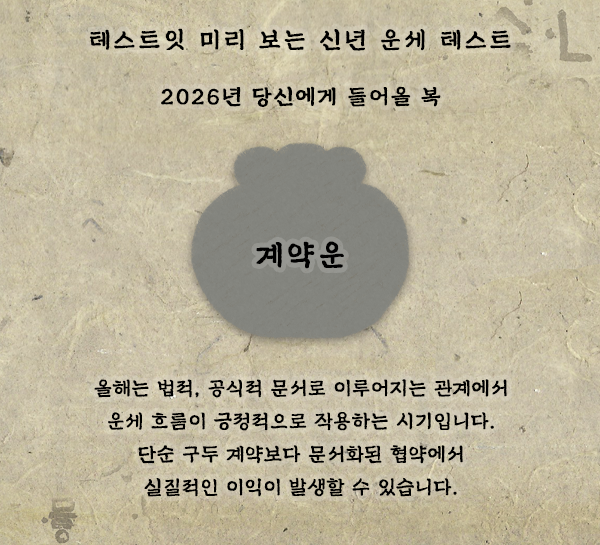 테스트잇 미리 보는 신년 운세 테스트
2026년 당신에게 들어올 복
계약운
올해는 법적, 공식적 문서로 이루어지는 관계에서
운세 흐름이 긍정적으로 작용하는 시기입니다.
단순 구두 계약보다 문서화된 협약에서
실질적인 이익이 발생할 수 있습니다.